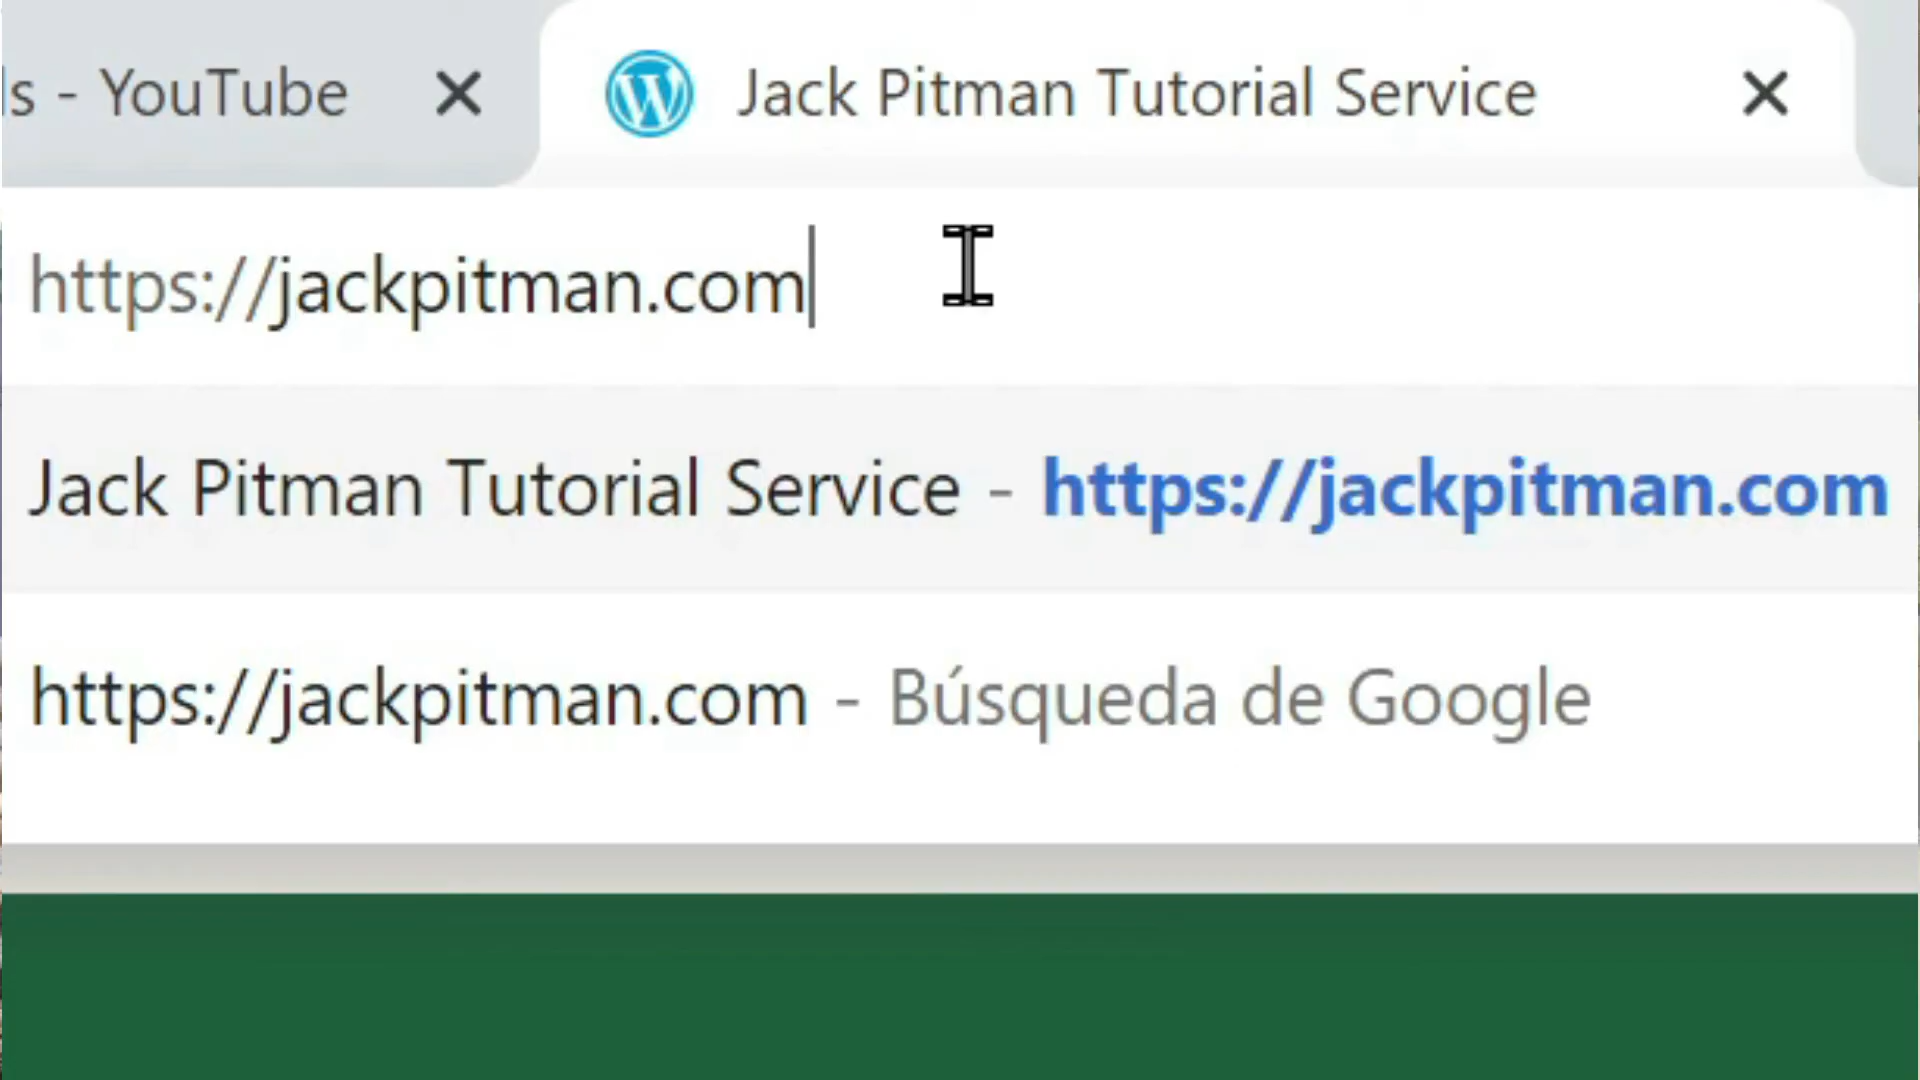 s - YouTube
Jack Pitman Tutorial Service
https://jackpitman.com
Jack Pitman Tutorial Service - https://jackpitman.com
https://jackpitman.com - Búsqueda de Google